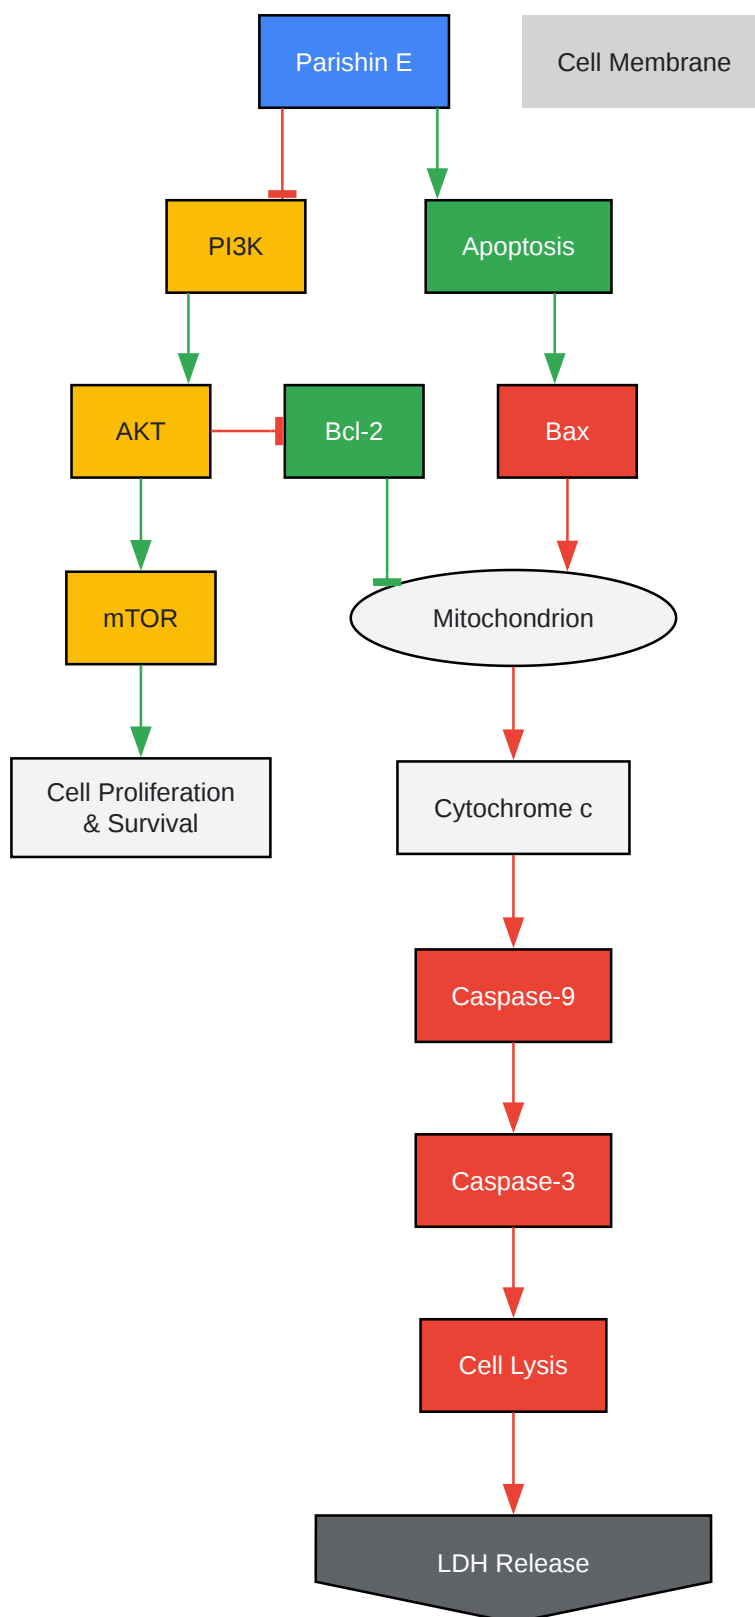 Parishin E
Cell Membrane
PI3K
Apoptosis
AKT
Bcl-2
Bax
mTOR
Mitochondrion
Cell Proliferation
& Survival
Cytochrome c
Caspase-9
Caspase-3
Cell Lysis
LDH Release